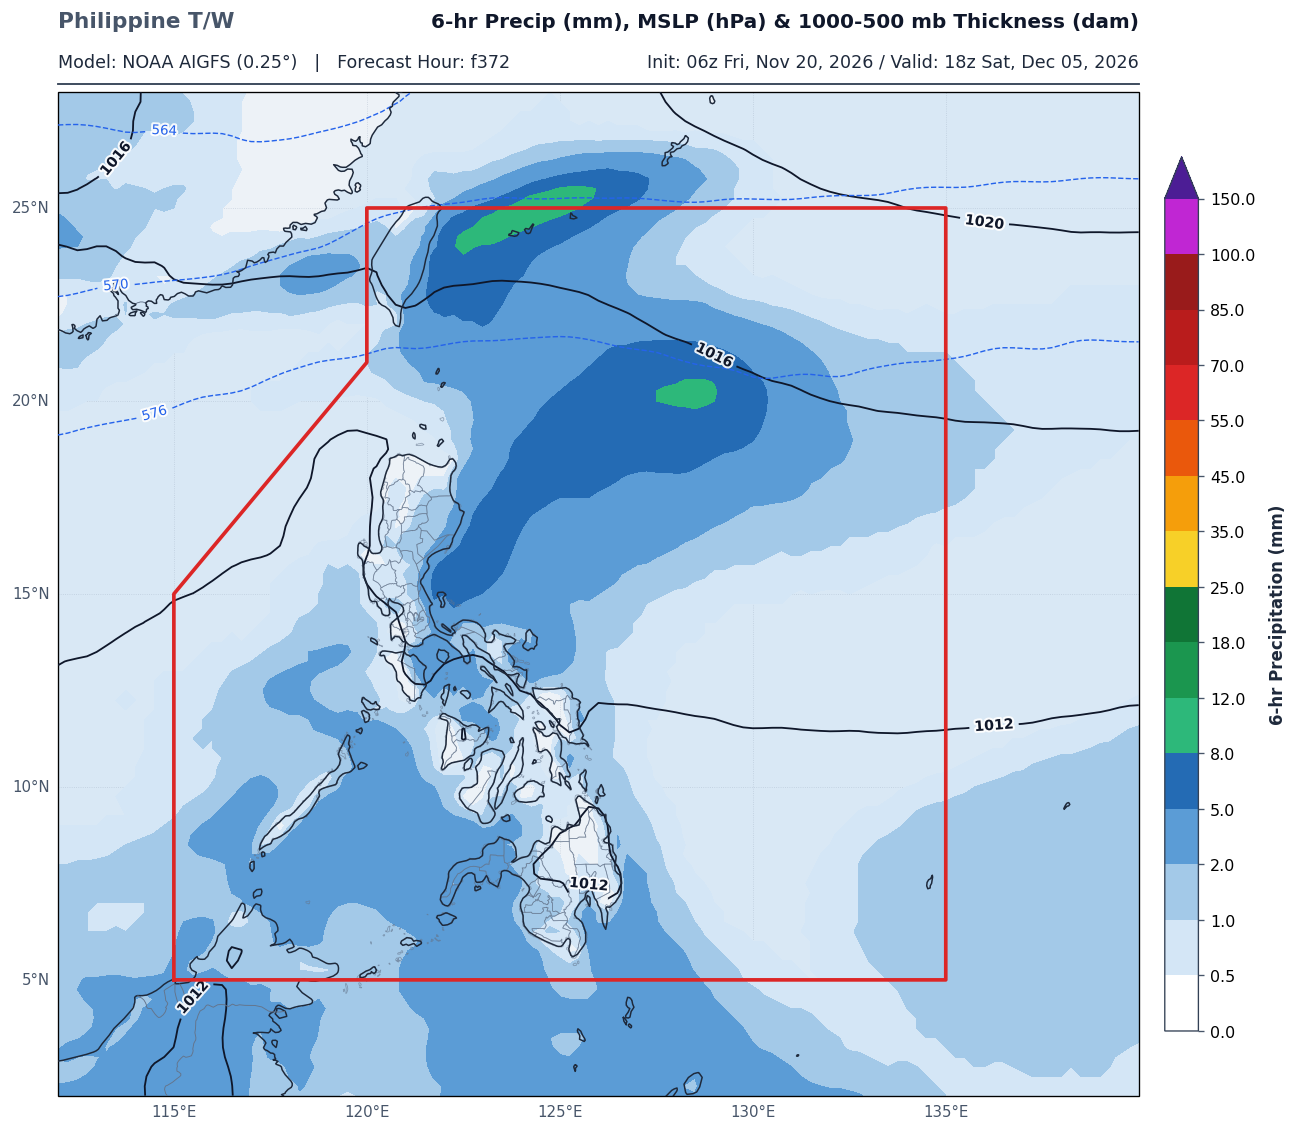 Philippine T/W
6-hr Precip (mm), MSLP (hPa) & 1000-500 mb Thickness (dam)
Model: NOAA AIGFS (0.25°) | Forecast Hour: f372
Init: 06z Fri, Nov 20, 2026 / Valid: 18z Sat, Dec 05, 2026
564
1016
1020
570
1016
576
1012
1012
1012
25°N
20°N
15°N
10°N
5°N
115°E
120°E
125°E
130°E
135°E
150.0
100.0
85.0
70.0
55.0
45.0
35.0
25.0
18.0
12.0
8.0
5.0
2.0
1.0
0.5
0.0
6-hr Precipitation (mm)